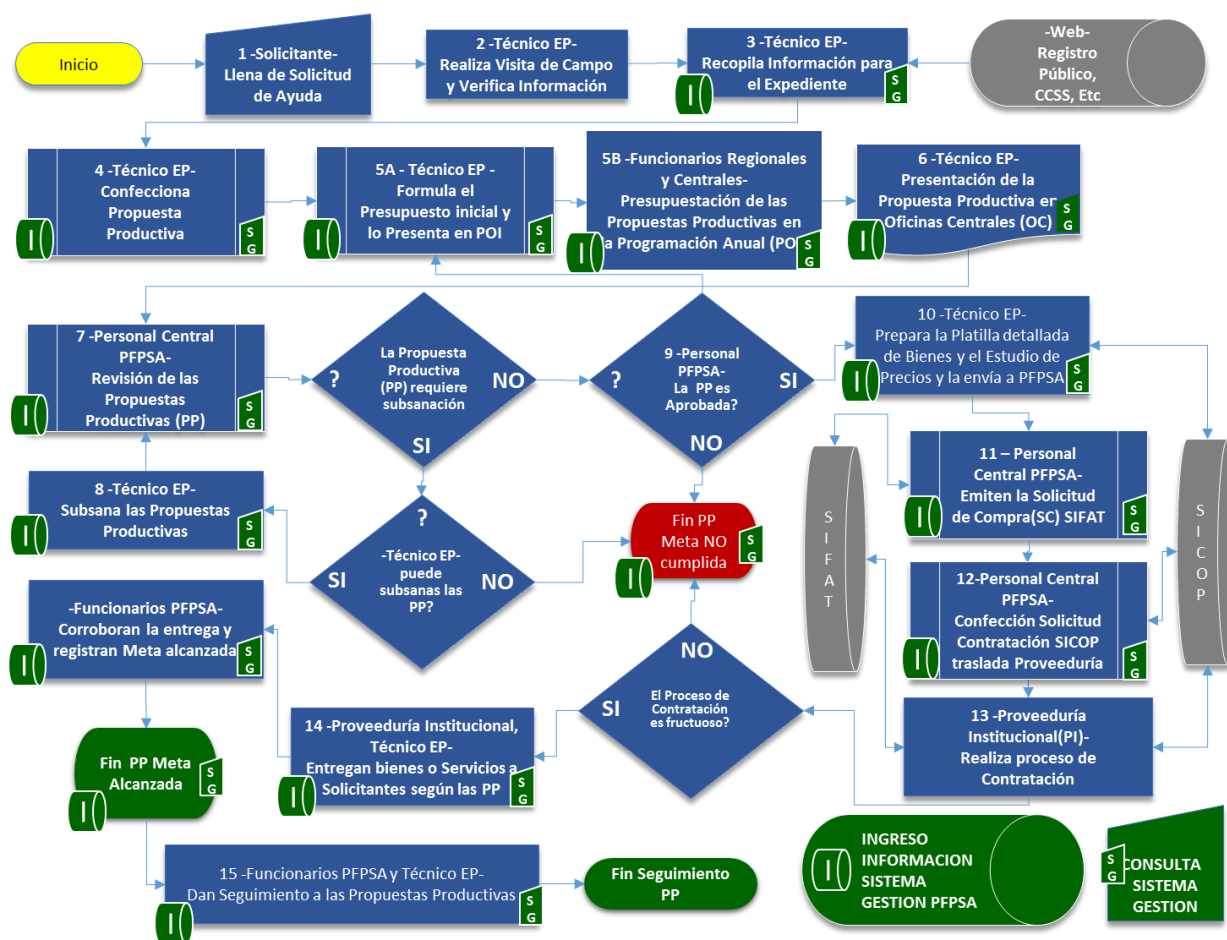 Inicio
1 -Solicitante-
Llena de Solicitud
de Ayuda
2 -Técnico EP-
Realiza Visita de Campo
y Verifica Información
3 -Técnico EP-
Recopila Información para
el Expediente
I
S
G
-Web-
Registro
Público,
CCSS, Etc
4 -Técnico EP-
Confecciona
Propuesta
Productiva
I
S
G
5A - Técnico EP -
Formula el
Presupuesto inicial y
lo Presenta en POI
I
S
G
5B -Funcionarios Regionales
y Centrales-
Presupuestación de las
Propuestas Productivas en
la Programación Anual (PO
I
S
G
6 -Técnico EP-
Presentación de la
Propuesta Productiva en
Oficinas Centrales (OC)
I
S
G
7 -Personal Central
PFPSA-
Revisión de las
Propuestas
Productivas (PP)
I
S
G
La Propuesta
Productiva
(PP) requiere
subsanación
?
NO
SI
9 -Personal
PFPSA-
La PP es
Aprobada?
?
SI
NO
10 -Técnico EP-
Prepara la Platilla detallada
de Bienes y el Estudio de
Precios y la envía a PFPSA
I
S
G
8 -Técnico EP-
Subsana las Propuestas
Productivas
I
S
G
?
-Técnico EP-
puede
subsanas las
PP?
SI
NO
Fin PP
Meta NO
cumplida
I
S
G
SIFAT
11 – Personal
Central PFPSA-
Emiten la Solicitud
de Compra(SC) SIFAT
I
S
G
SICOP
12-Personal Central
PFPSA-
Confección Solicitud
Contratación SICOP
traslada Proveeduría
I
S
G
-Funcionarios PFPSA-
Corroboran la entrega y
registran Meta alcanzada
I
S
G
14 -Proveeduría Institucional,
Técnico EP-
Entregan bienes o Servicios a
Solicitantes según las PP
I
S
G
NO
El Proceso de
Contratación
es fructuoso?
SI
13 -Proveeduría
Institucional(PI)-
Realiza proceso de
Contratación
Fin PP Meta
Alcanzada
I
S
G
15 -Funcionarios PFPSA y Técnico EP-
Dan Seguimiento a las Propuestas Productivas
I
S
G
Fin Seguimiento
PP
I
INGRESO
INFORMACION
SISTEMA
GESTION PFPSA
S
G
CONSULTA
SISTEMA
GESTION